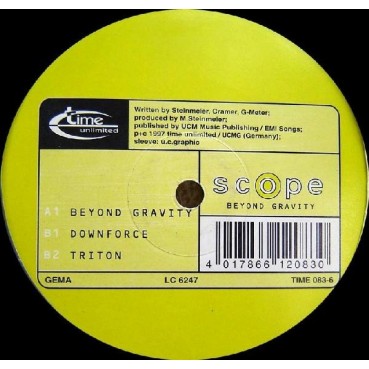 time
unlimited
Written by Steinmeier, Cramer, G-Moter;
produced by M.Steinmeier;
published by UCM Music Publishing / EMI Songs;
p+c 1997 time unlimited / UCMG (Germany);
sleeve: u.c.graphic
scope
BEYOND GRAVITY
A1 BEYOND GRAVITY
B1 DOWNFORCE
B2 TRITON
4 017866 120830
GEMA LC 6247 TIME 083-6